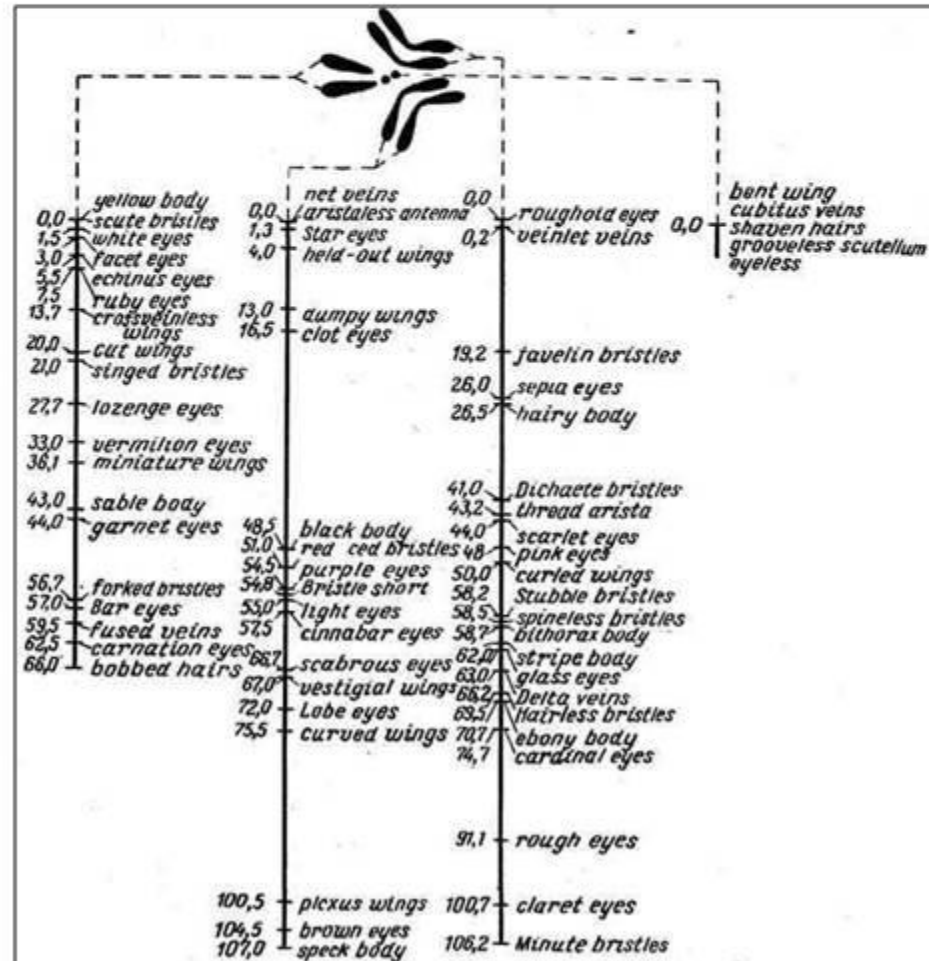 yellow body
0,0 scute bristles
1,5 white eyes
3,0 facet eyes
5,5 echinus eyes
7,5 ruby eyes
13,7 crossveinless
wings
20,0 cut wings
21,0 singed bristles
27,7 lozenge eyes
33,0 vermilion eyes
36,1 miniature wings
43,0 sable body
44,0 garnet eyes
56,7 forked bristles
57,0 Bar eyes
59,5 fused veins
62,5 carnation eyes
66,0 bobbed hairs
net veins
0,0 aristaless antenna
1,3 Star eyes
4,0 held-out wings
13,0 dumpy wings
16,5 clot eyes
48,5 black body
51,0 red ced bristles
54,5 purple eyes
54,8 Bristle short
55,0 light eyes
57,5 cinnabar eyes
66,7 scabrous eyes
67,0 vestigial wings
72,0 Lobe eyes
75,5 curved wings
100,5 plexus wings
104,5 brown eyes
107,0 speck body
0,0 roughoid eyes
0,2 veinlet veins
19,2 javelin bristles
26,0 sepia eyes
26,5 hairy body
41,0 Dichaete bristles
43,2 thread arista
44,0 scarlet eyes
48 pink eyes
50,0 curled wings
58,2 Stubble bristles
58,5 spineless bristles
58,7 bithorax body
62,0 stripe body
63,0 glass eyes
66,2 Delta veins
69,5 Hairless bristles
70,7 ebony body
74,7 cardinal eyes
91,1 rough eyes
100,7 claret eyes
106,2 Minute bristles
bent wing
cubitus veins
0,0 shaven hairs
grooveless scutellum
eyeless